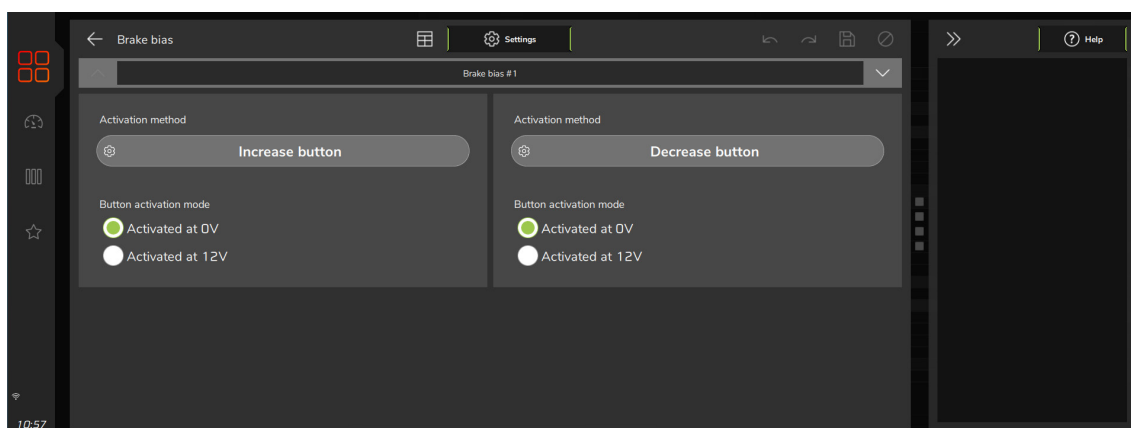 Brake bias
Settings
Help
Brake bias #1
Activation method
Increase button
Button activation mode
Activated at 0V
Activated at 12V
Activation method
Decrease button
Button activation mode
Activated at 0V
Activated at 12V
10:57